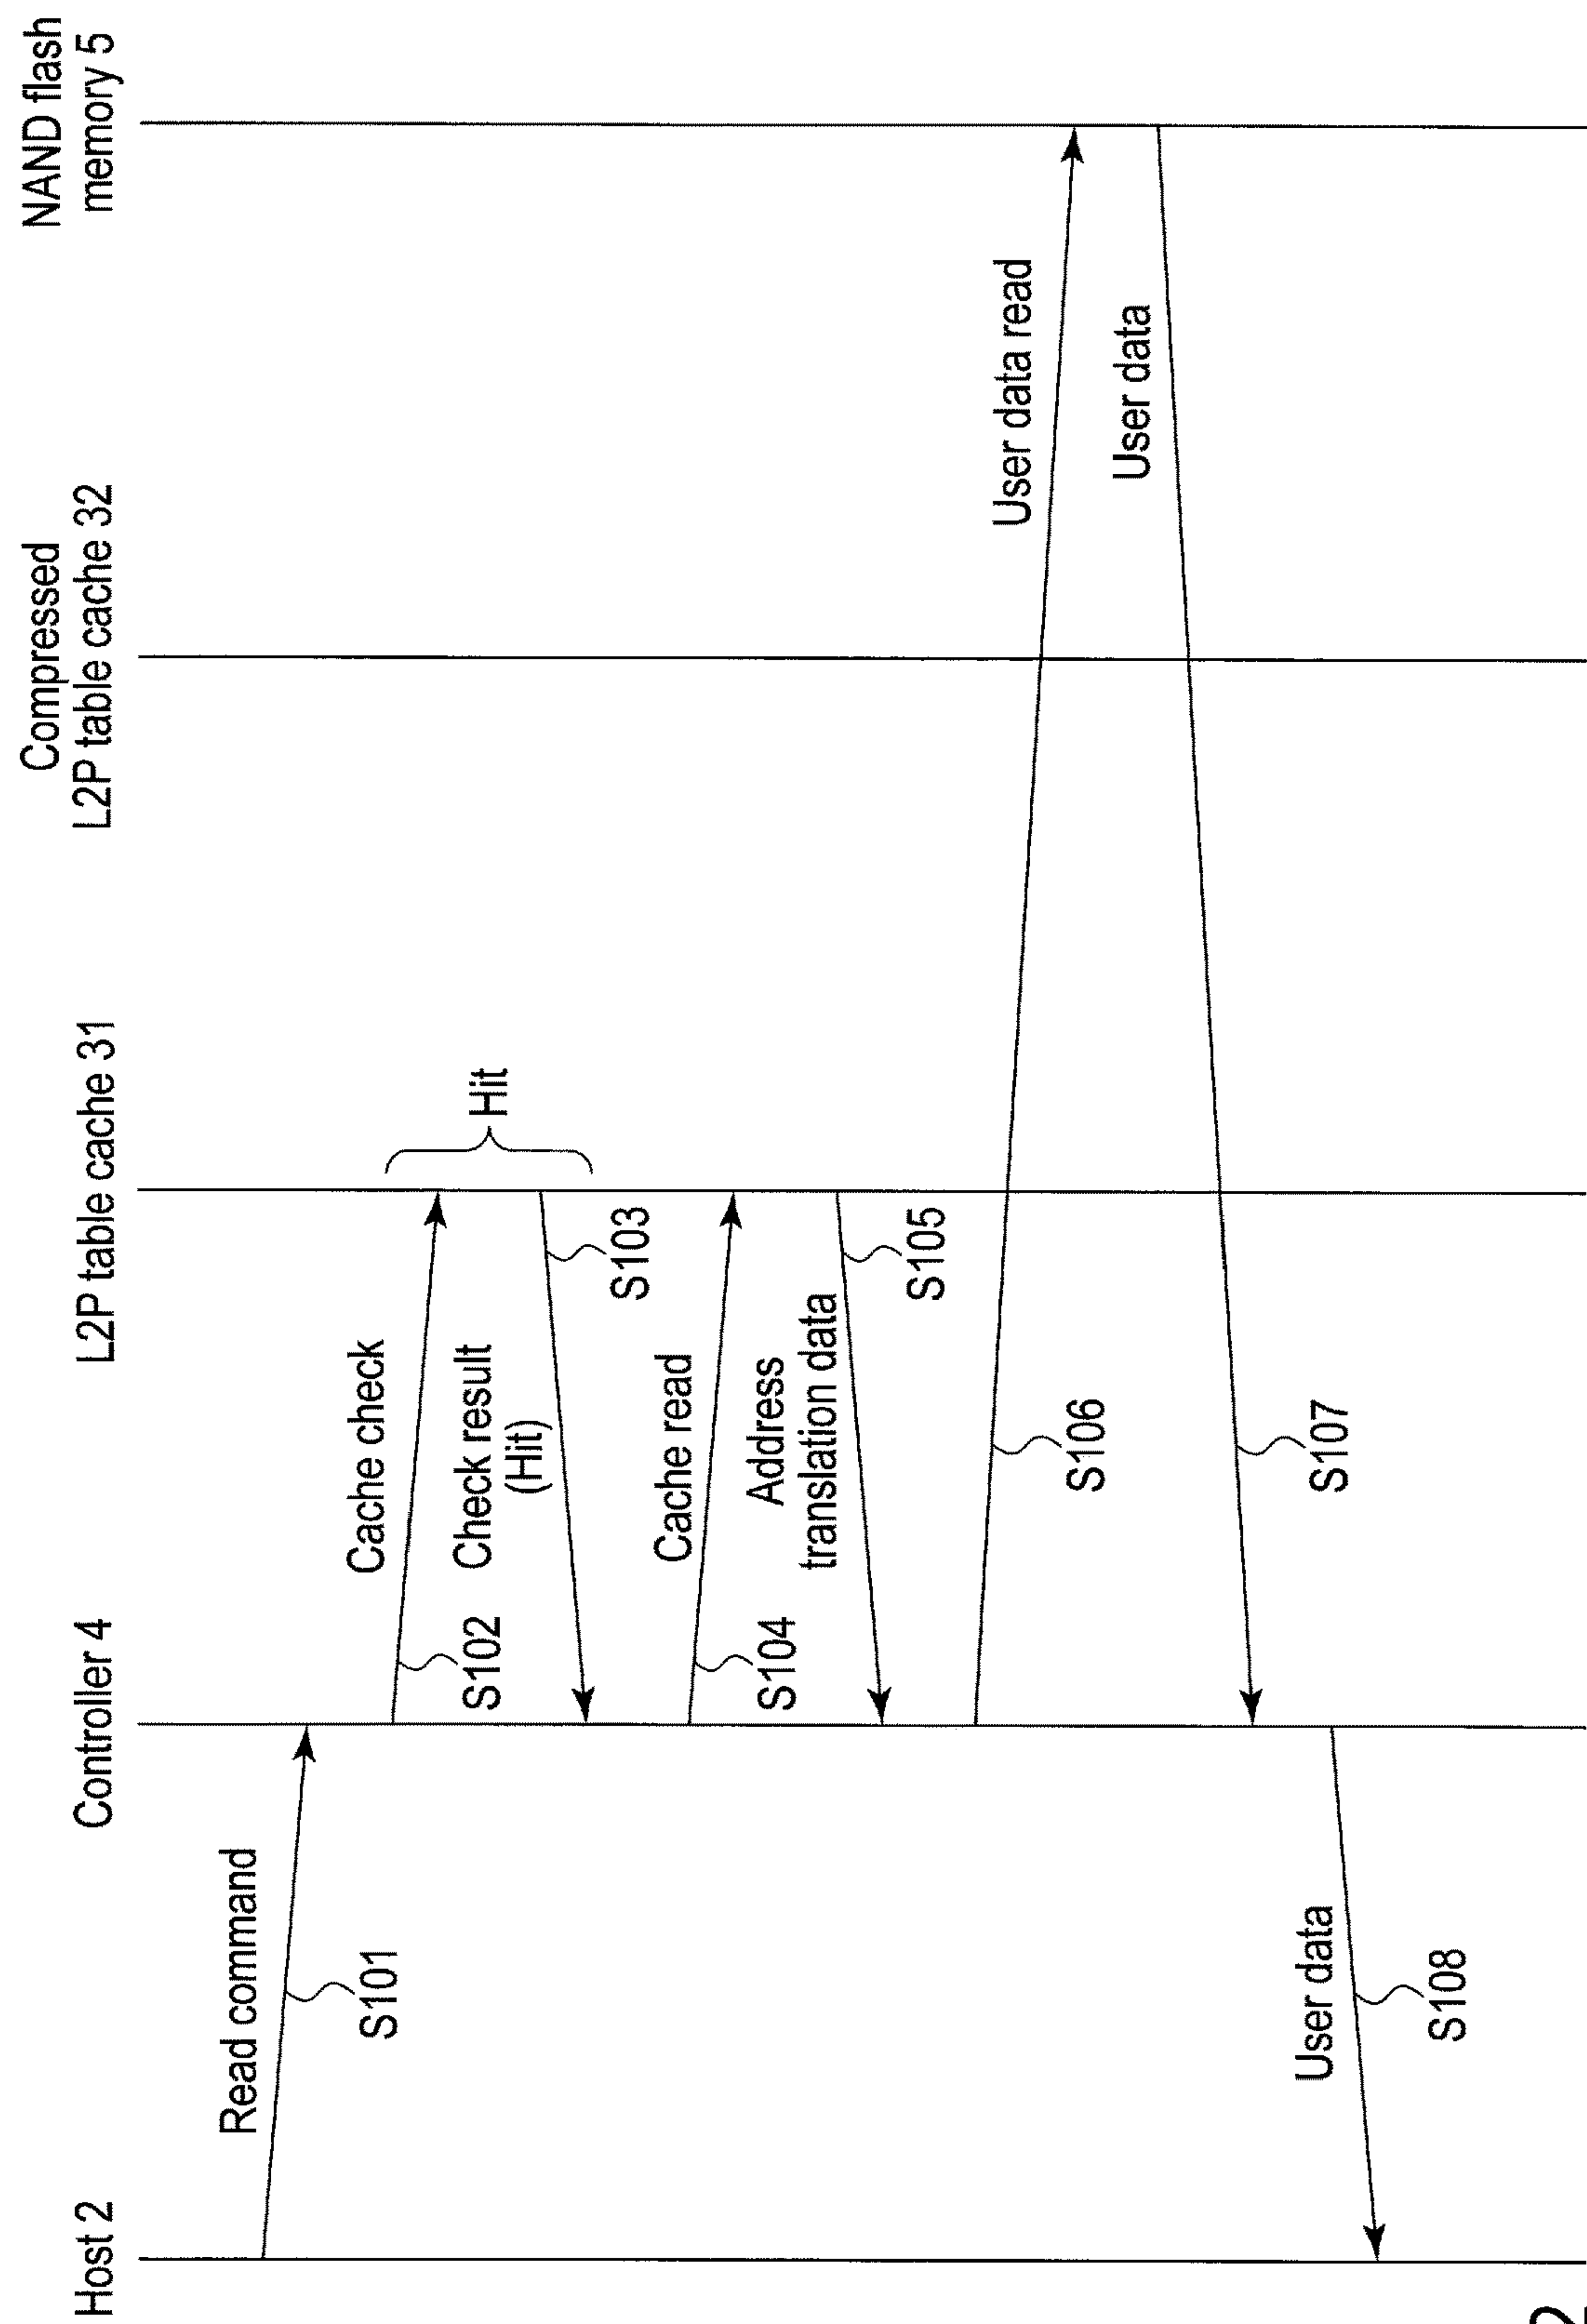 Host 2
Controller 4
L2P table cache 31
Compressed
L2P table cache 32
NAND flash
memory 5
Read command
S101
Cache check
S102
Check result
(Hit)
S103
Hit
Cache read
S104
Address
translation data
S105
User data read
S106
User data
S107
User data
S108